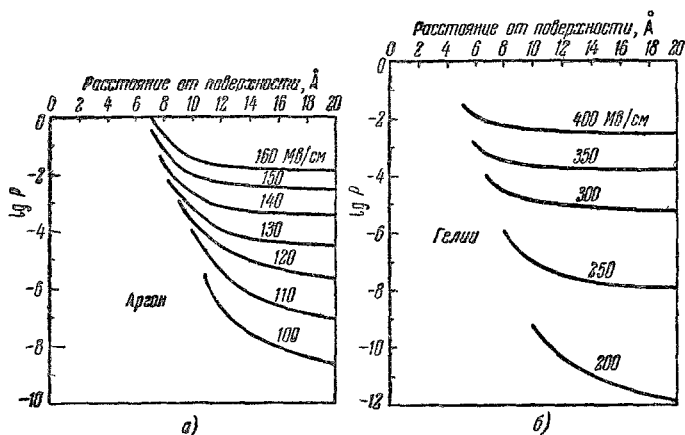 Расстояние от поверхности, Å
0 2 4 6 8 10 12 14 16 18 20
0
-2
-4
-6
-8
-10
lg P
160 Мв/см
150
140
130
120
110
100
Аргон
а)
Расстояние от поверхности, Å
0 2 4 6 8 10 12 14 16 18 20
0
-2
-4
-6
-8
-10
-12
lg P
400 Мв/см
350
300
250
200
Гелий
б)